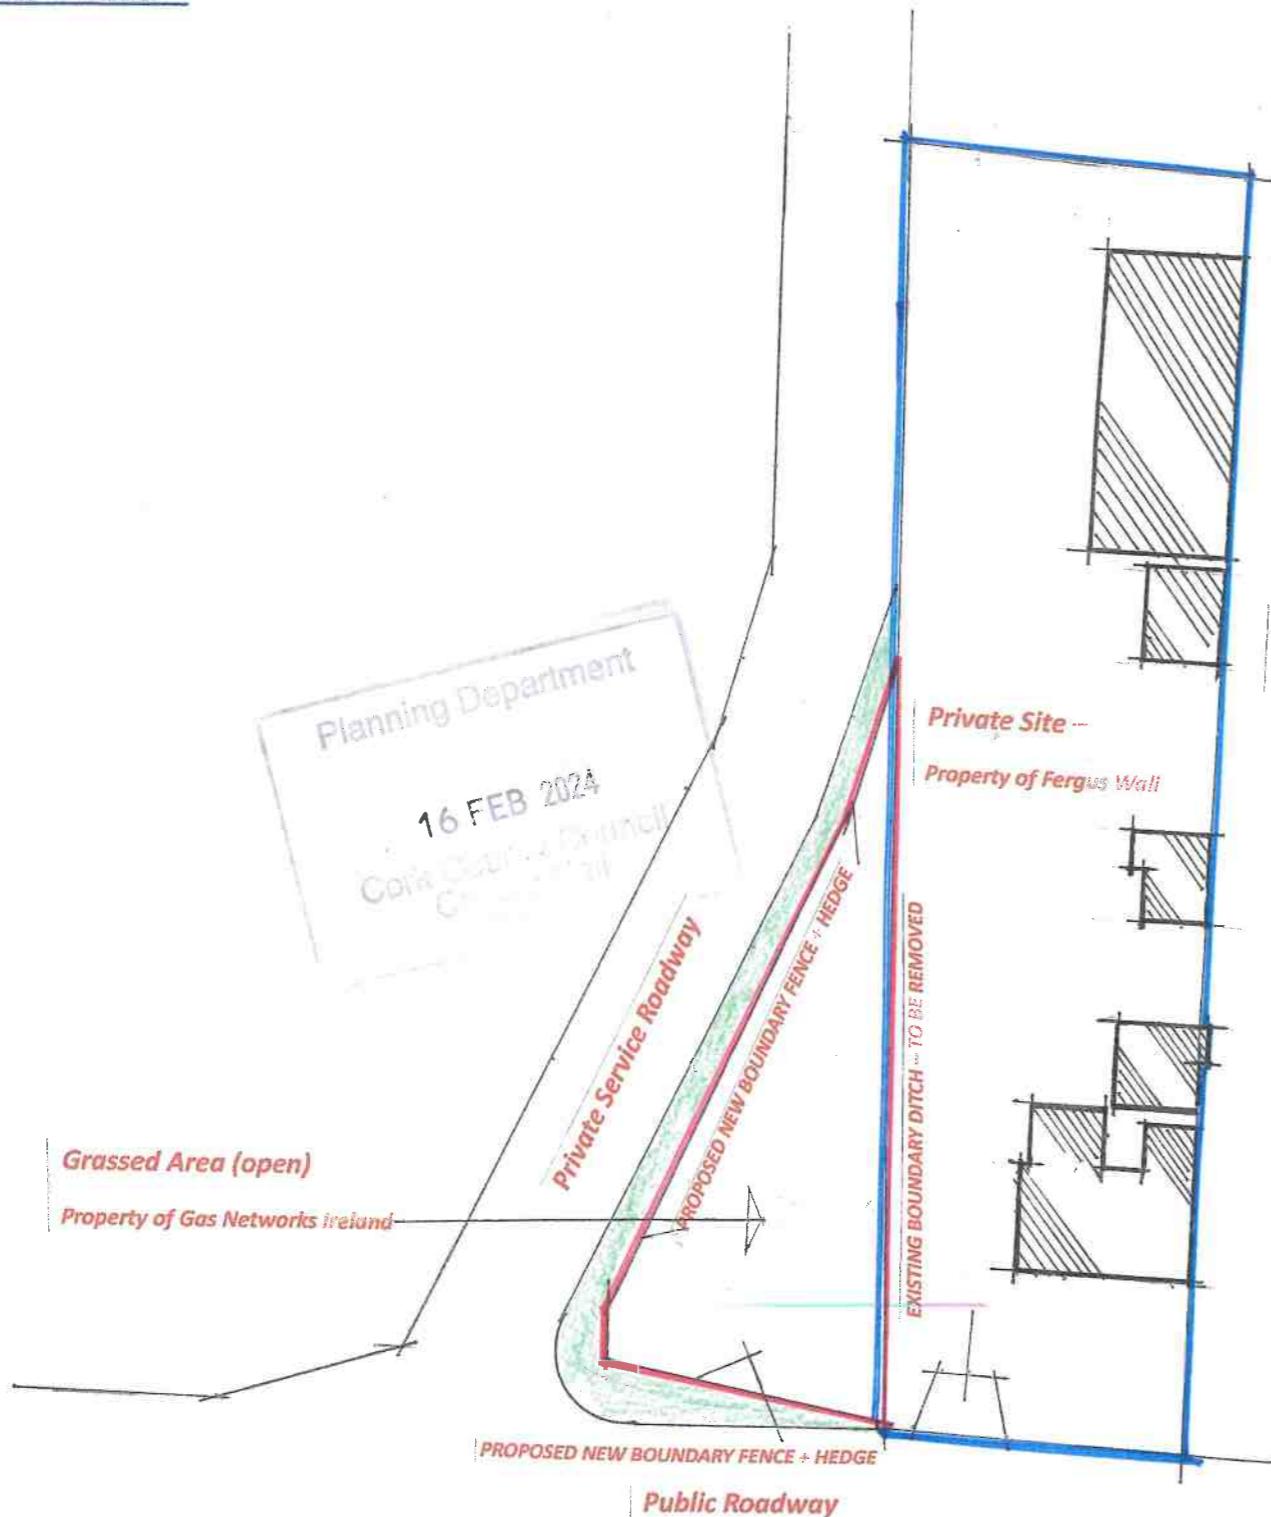 Planning Department
16 FEB 2024
Private Site –
Property of Fergus Wall
Private Service Roadway
PROPOSED NEW BOUNDARY FENCE + HEDGE
EXISTING BOUNDARY DITCH – TO BE REMOVED
Grassed Area (open)
Property of Gas Networks Ireland
PROPOSED NEW BOUNDARY FENCE + HEDGE
Public Roadway